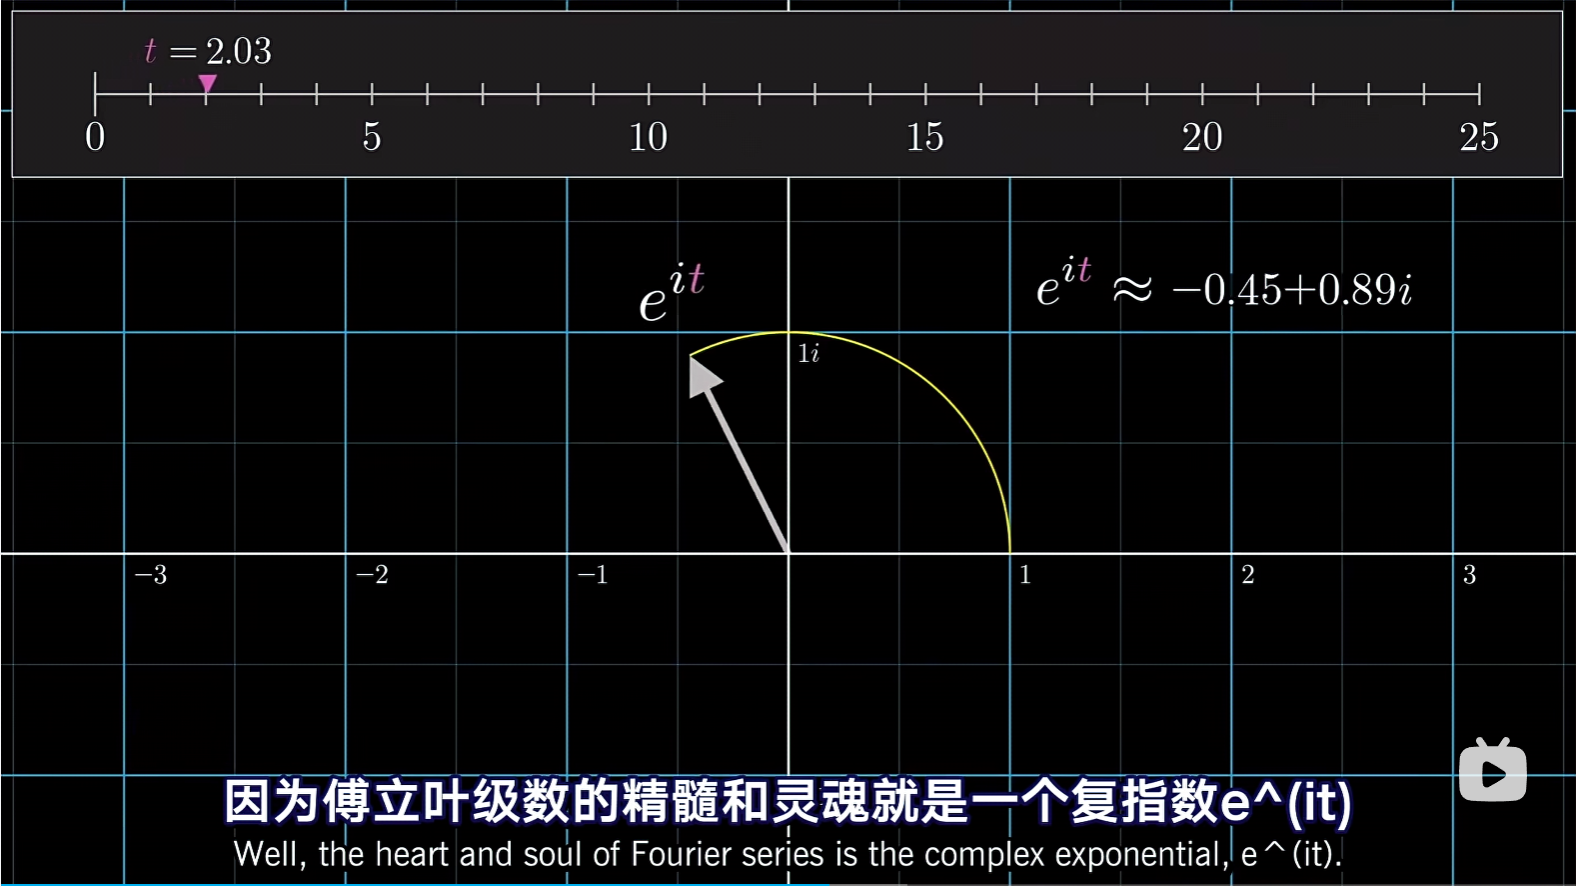 t = 2.03
0 5 10 15 20 25
e^{it}
e^{it} ≈ −0.45+0.89i
1i
−3 −2 −1 1 2 3
因为傅立叶级数的精髓和灵魂就是一个复指数e^(it)
Well, the heart and soul of Fourier series is the complex exponential, e^(it).